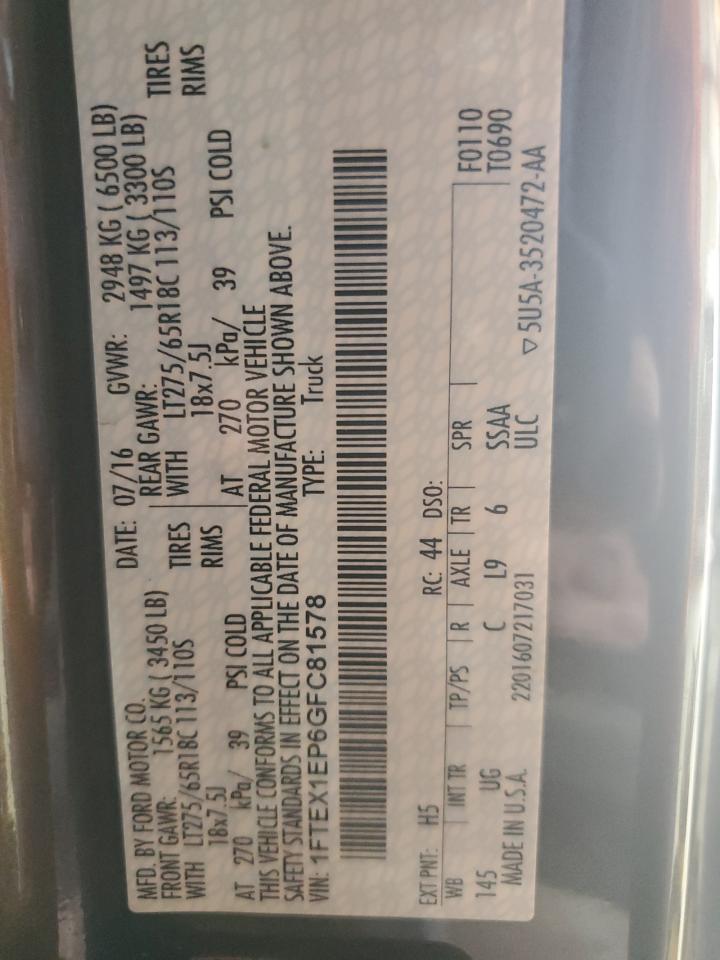 MFD. BY FORD MOTOR CO. DATE: 07/16 GVWR: 2948 KG ( 6500 LB)
FRONT GAWR: 1565 KG ( 3450 LB) REAR GAWR: 1497 KG ( 3300 LB)
WITH LT275/65R18C 113/110S TIRES WITH LT275/65R18C 113/110S TIRES
18x7.5J RIMS 18x7.5J RIMS
AT 270 kPa/ 39 PSI COLD AT 270 kPa/ 39 PSI COLD
THIS VEHICLE CONFORMS TO ALL APPLICABLE FEDERAL MOTOR VEHICLE
SAFETY STANDARDS IN EFFECT ON THE DATE OF MANUFACTURE SHOWN ABOVE.
VIN: 1FTEX1EP6GFC81578 TYPE: Truck
EXT PNT: H5 RC: 44 DSO: F0110
WB INT TR TP/PS R AXLE TR SPR T0690
145 UG C L9 6 SSAA
MADE IN U.S.A. 2201607217031 ULC ▽5U5A-3520472-AA